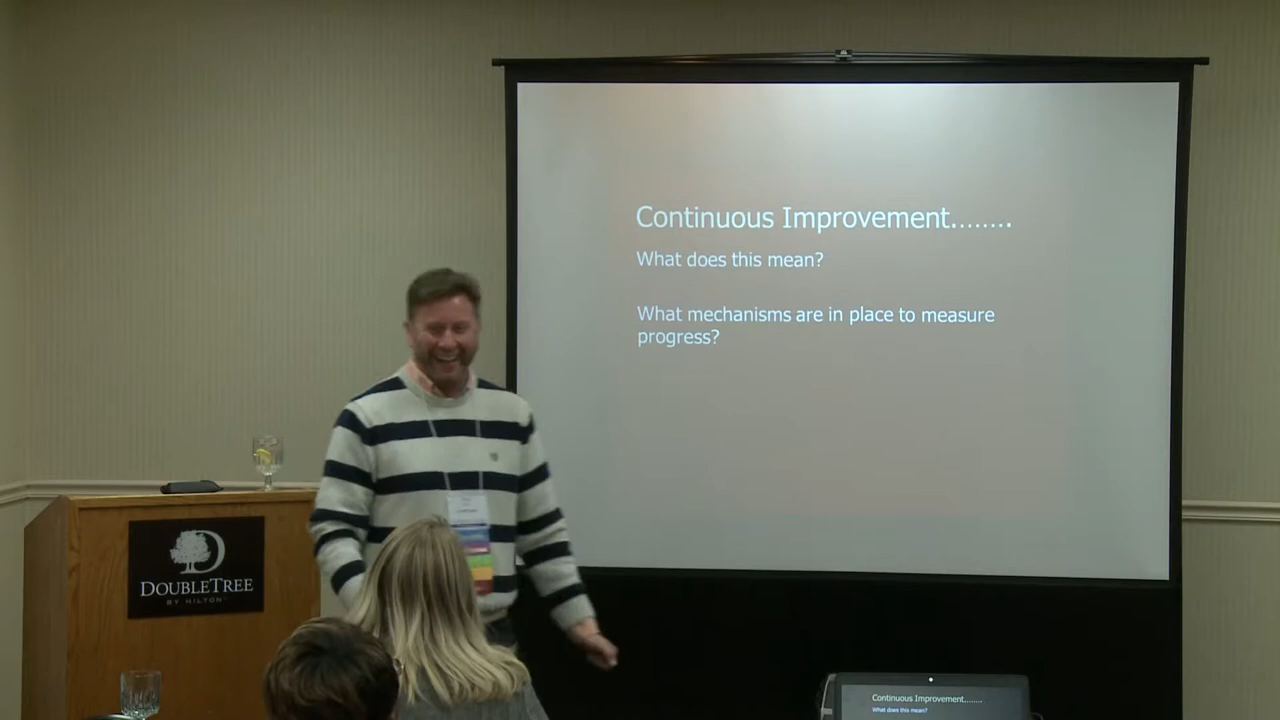 Continuous Improvement........
What does this mean?
What mechanisms are in place to measure
progress?
DOUBLETREE
BY HILTON™
Continuous Improvement........
What does this mean?